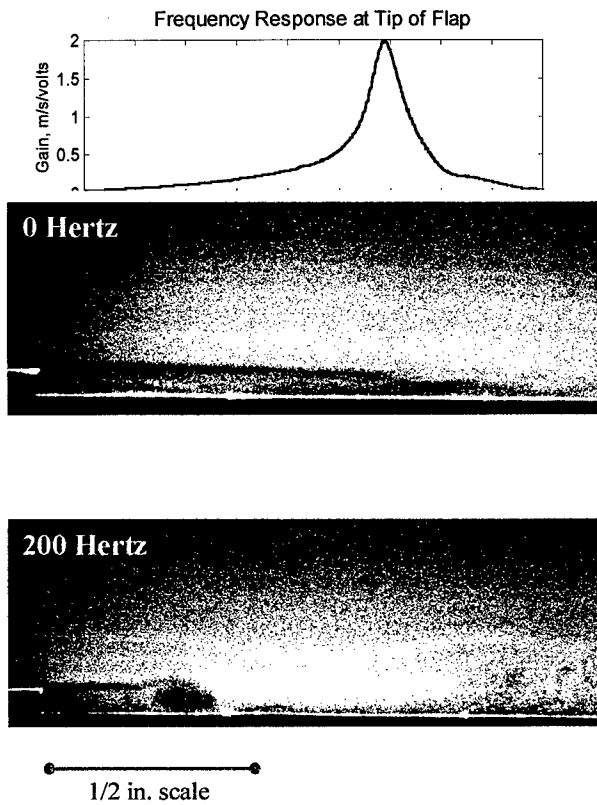 Frequency Response at Tip of Flap
Gain, m/s/volts
2
1.5
1
0.5
0 Hertz
200 Hertz
1/2 in. scale